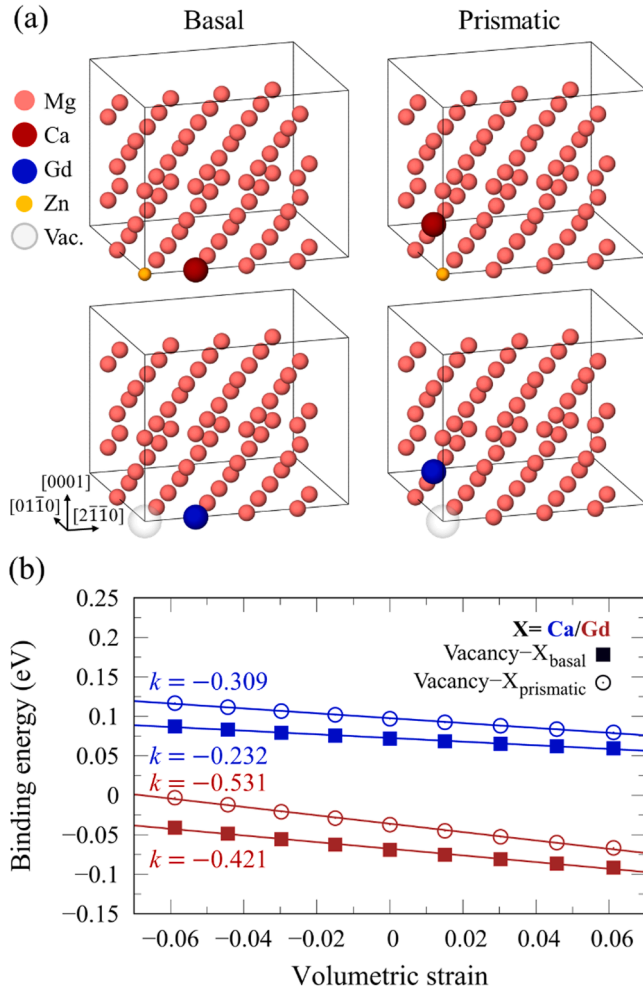 (a) Basal Prismatic
Mg
Ca
Gd
Zn
Vac.
[0001]
[011̄0] [21̄1̄0]
(b)
0.25
0.2
0.15
0.1
0.05
0
−0.05
−0.1
−0.15
Binding energy (eV)
X= Ca/Gd
Vacancy−X_basal
Vacancy−X_prismatic
k = −0.309
k = −0.232
k = −0.531
k = −0.421
−0.06 −0.04 −0.02 0 0.02 0.04 0.06
Volumetric strain